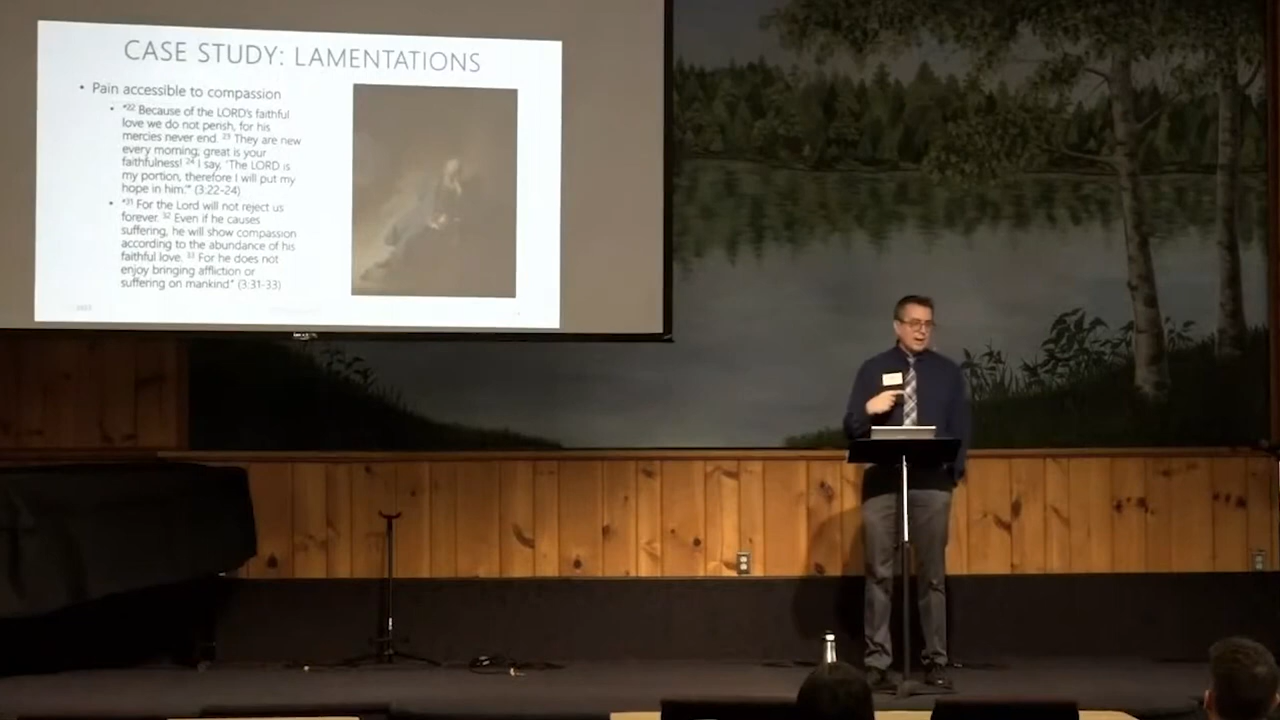 CASE STUDY: LAMENTATIONS
• Pain accessible to compassion
• "22 Because of the LORD's faithful
love we do not perish, for his
mercies never end. 23 They are new
every morning; great is your
faithfulness! 24 I say, 'The LORD is
my portion, therefore I will put my
hope in him.'" (3:22-24)
• "31 For the Lord will not reject us
forever. 32 Even if he causes
suffering, he will show compassion
according to the abundance of his
faithful love. 33 For he does not
enjoy bringing affliction or
suffering on mankind" (3:31-33)